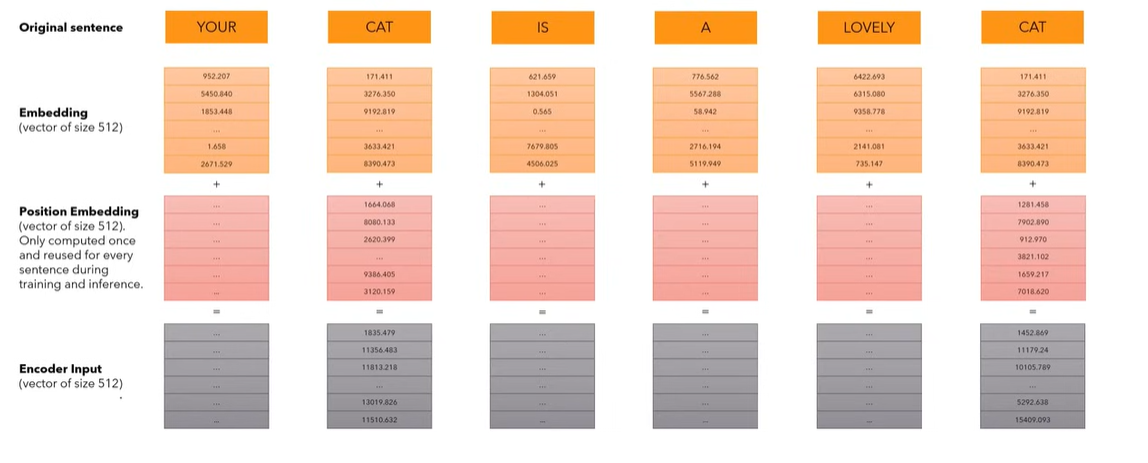 Original sentence YOUR CAT IS A LOVELY CAT
952.207 171.411 621.659 776.562 6422.693 171.411
5450.840 3276.350 1304.051 5567.288 6315.080 3276.350
Embedding 1853.448 9192.819 0.565 58.942 9358.778 9192.819
(vector of size 512) ... ... ... ... ... ...
1.658 3633.421 7679.805 2716.194 2141.081 3633.421
2671.529 8390.473 4506.025 5119.949 735.147 8390.473
+ + + + + +
... 1664.068 ... ... ... 1281.458
Position Embedding
(vector of size 512). ... 8080.133 ... ... ... 7902.890
Only computed once ... 2620.399 ... ... ... 912.970
and reused for every ... ... ... ... ... 3821.102
sentence during ... 9386.405 ... ... ... 1659.217
training and inference. ... 3120.159 ... ... ... 7018.620
= = = = = =
... 1835.479 ... ... ... 1452.869
... 11356.483 ... ... ... 11179.24
Encoder Input ... 11813.218 ... ... ... 10105.789
(vector of size 512) ... ... ... ... ... ...
... 13019.826 ... ... ... 5292.638
... 11510.632 ... ... ... 15409.093